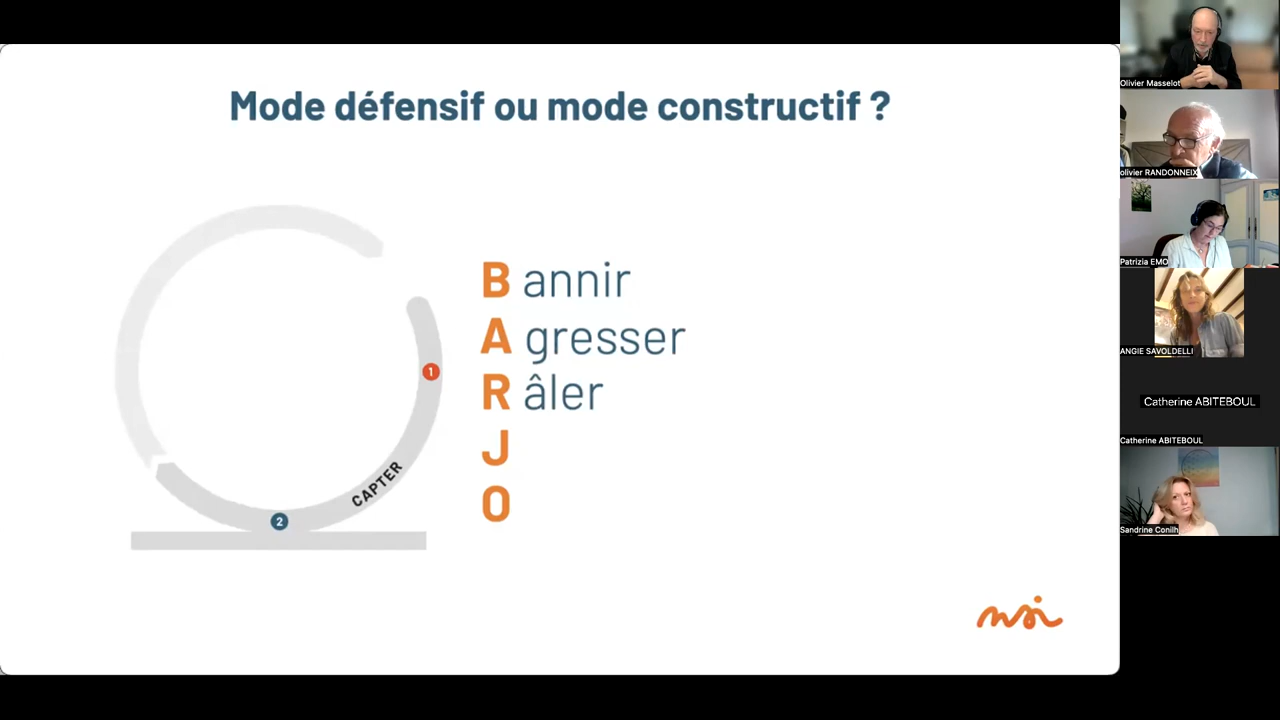 Mode défensif ou mode constructif ?
B annir
A gresser
R âler
J
O
1
CAPTER
2
nsi
Olivier Masselot
olivier RANDONNEIX
Patrizia EMO
ANGIE SAVOLDELLI
Catherine ABITEBOUL
Catherine ABITEBOUL
Sandrine Conilh